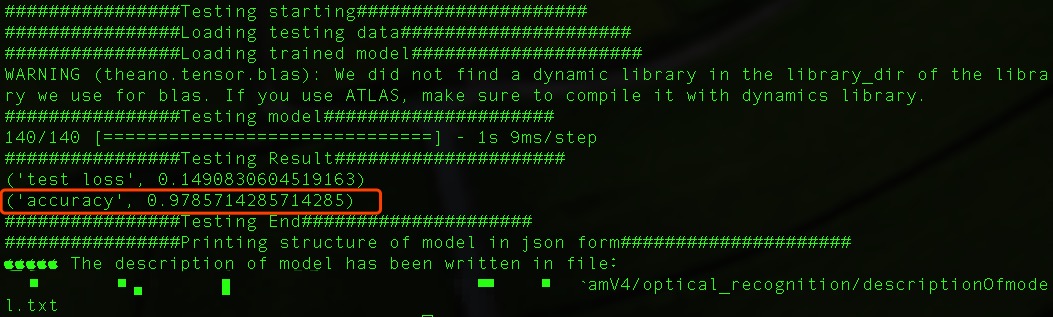 ################Testing starting#####################
################Loading testing data#####################
################Loading trained model#####################
WARNING (theano.tensor.blas): We did not find a dynamic library in the library_dir of the libra
ry we use for blas. If you use ATLAS, make sure to compile it with dynamics library.
################Testing model#####################
140/140 [==============================] - 1s 9ms/step
################Testing Result#####################
('test loss', 0.1490830604519163)
('accuracy', 0.9785714285714285)
################Testing End#####################
################Printing structure of model in json form#####################
The description of model has been written in file:
amV4/optical_recognition/descriptionOfmode
l.txt